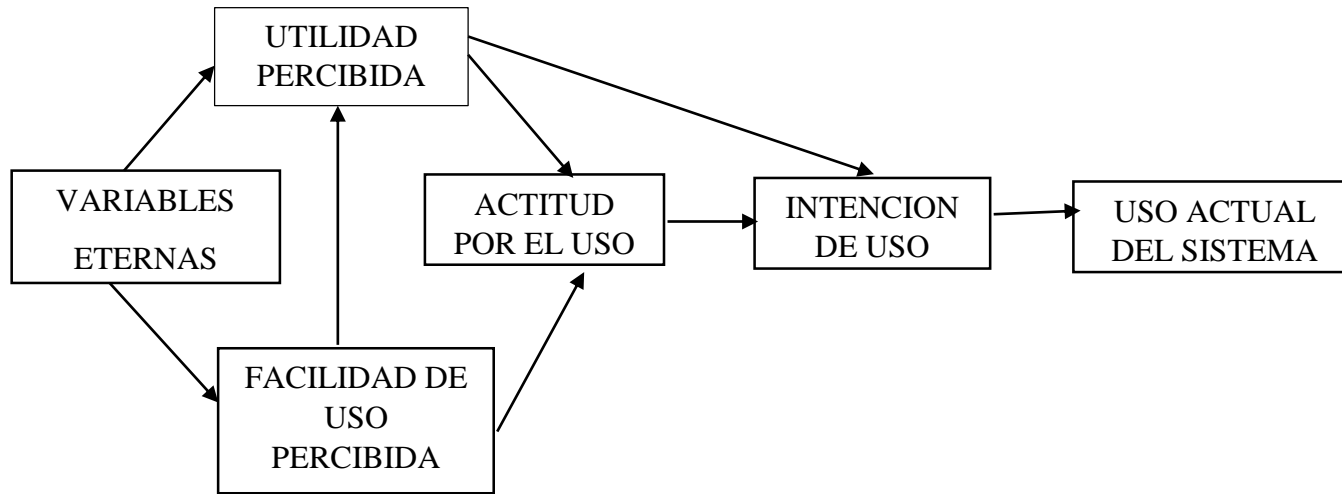 UTILIDAD
PERCIBIDA
VARIABLES
ETERNAS
ACTITUD
POR EL USO
INTENCION
DE USO
USO ACTUAL
DEL SISTEMA
FACILIDAD DE
USO
PERCIBIDA